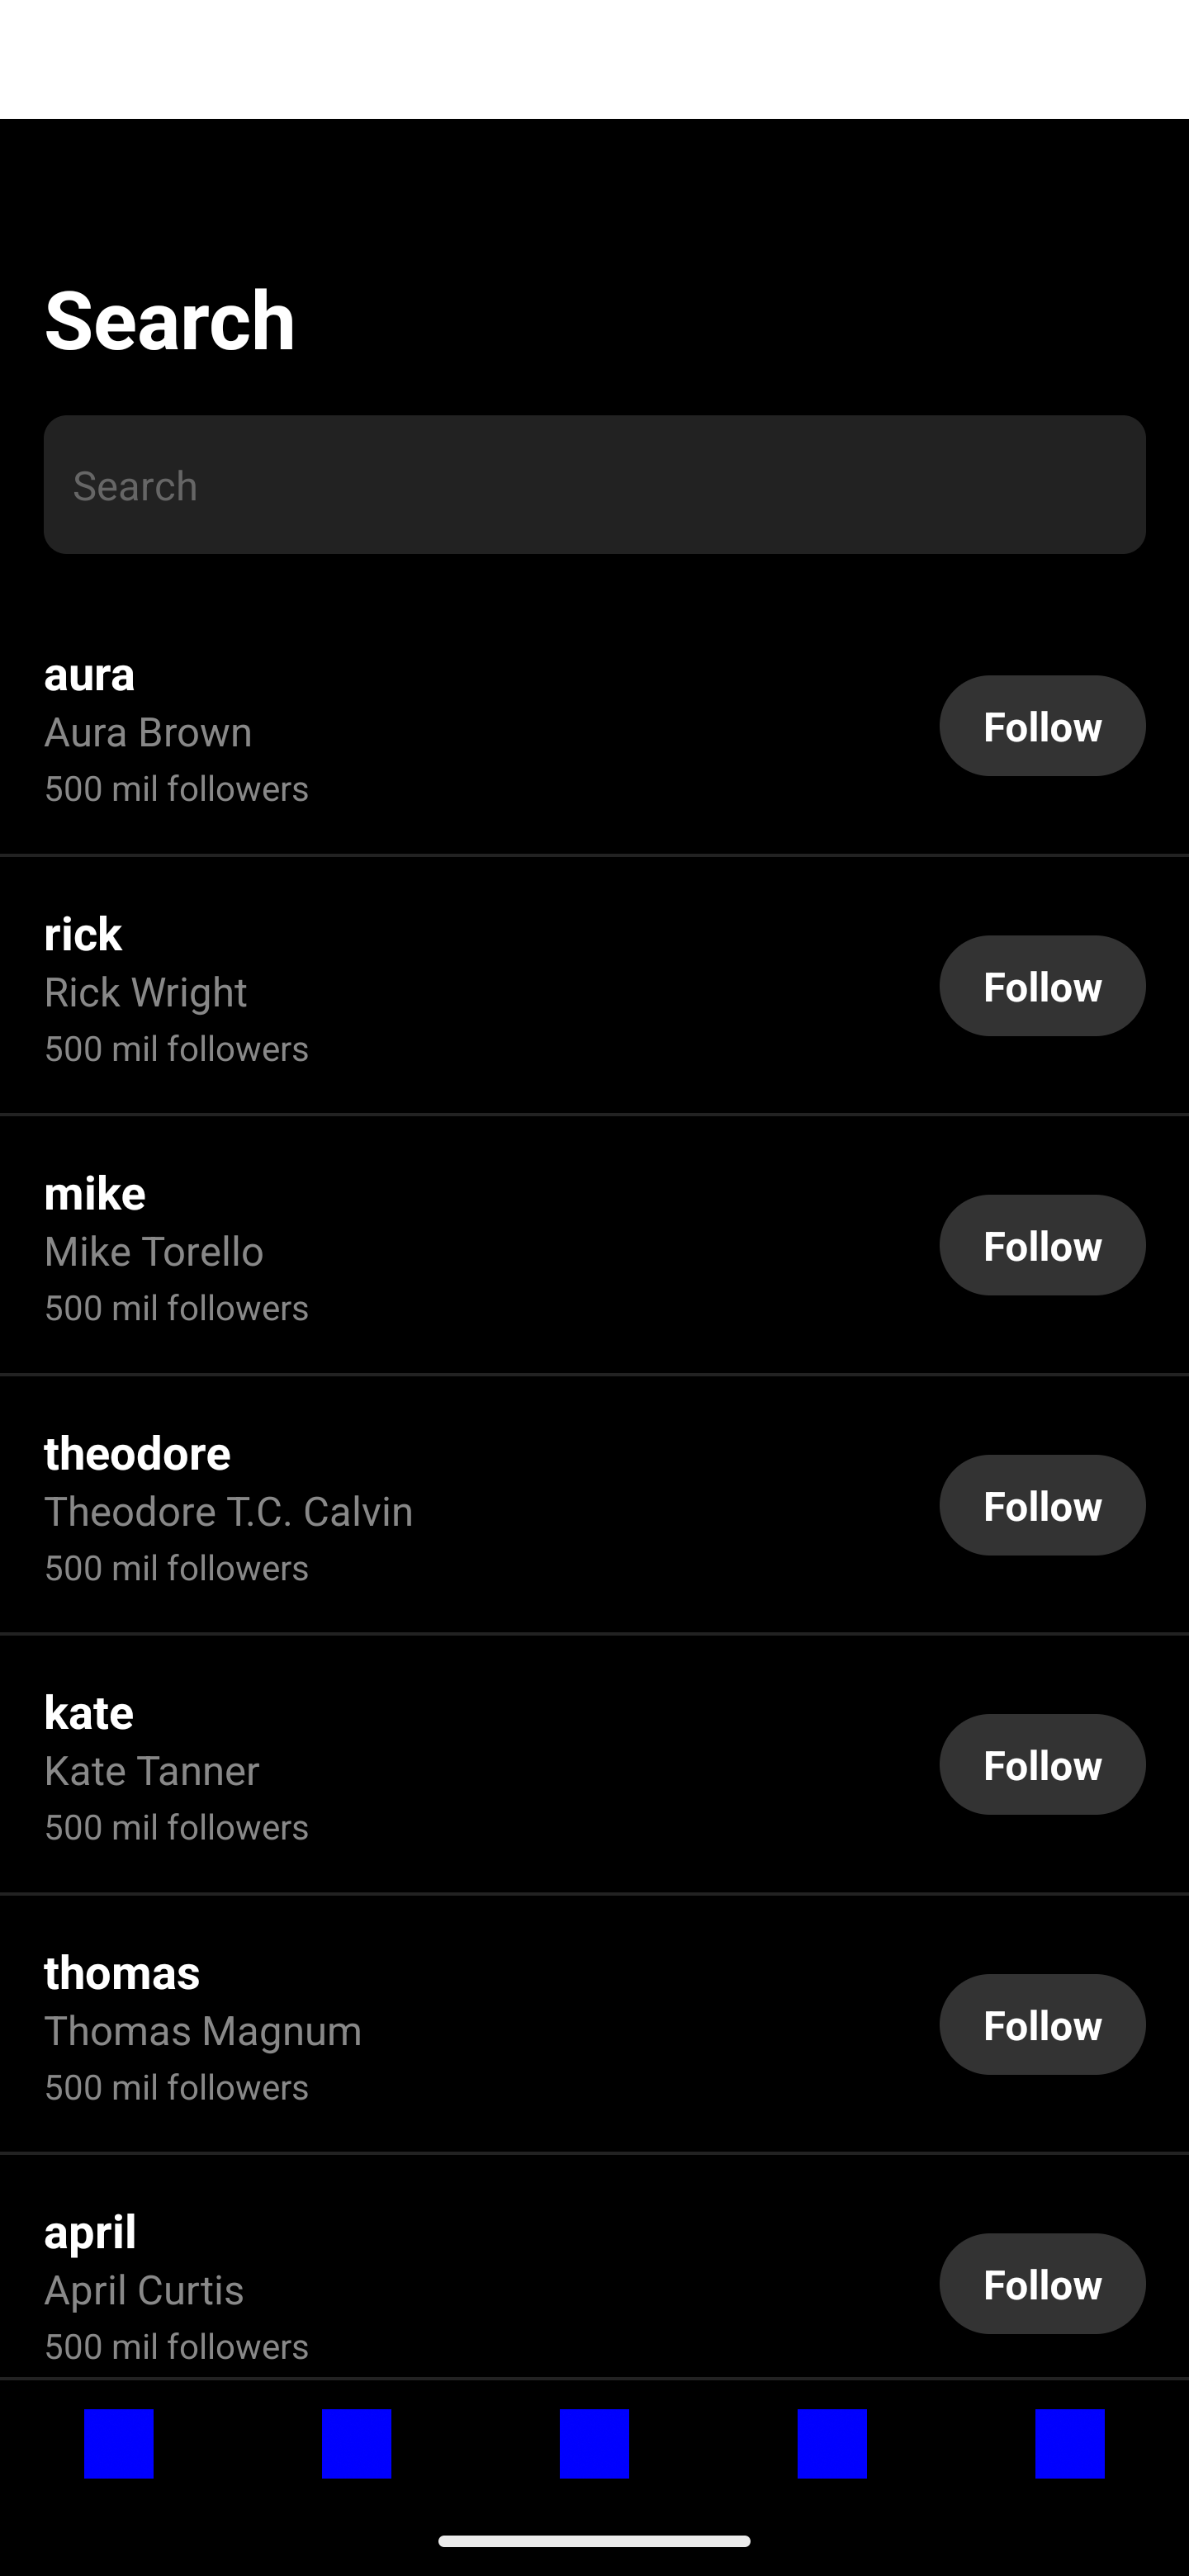 Search
Search
aura
Aura Brown
500 mil followers
Follow
rick
Rick Wright
500 mil followers
Follow
mike
Mike Torello
500 mil followers
Follow
theodore
Theodore T.C. Calvin
500 mil followers
Follow
kate
Kate Tanner
500 mil followers
Follow
thomas
Thomas Magnum
500 mil followers
Follow
april
April Curtis
500 mil followers
Follow